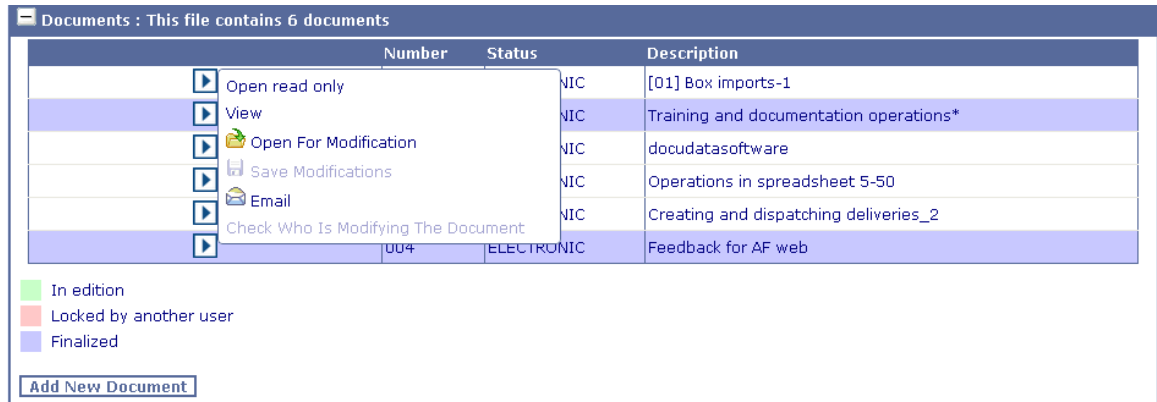 Documents : This file contains 6 documents
Number Status Description
Open read only NIC [01] Box imports-1
View NIC Training and documentation operations*
Open For Modification NIC docudatasoftware
Save Modifications NIC Operations in spreadsheet 5-50
Email NIC Creating and dispatching deliveries_2
Check Who Is Modifying The Document
004 ELECTRONIC Feedback for AF web
In edition
Locked by another user
Finalized
Add New Document